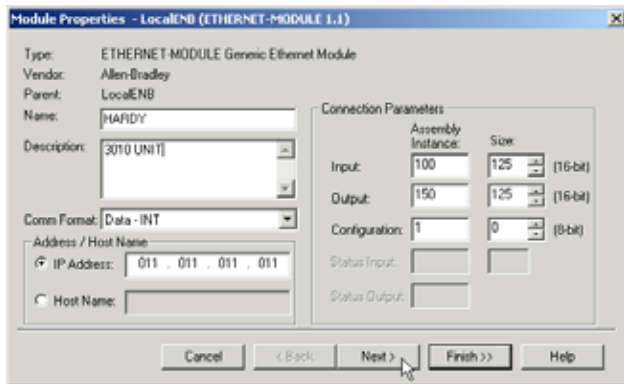 Module Properties - LocalENB (ETHERNET-MODULE 1.1)
Type: ETHERNET-MODULE Generic Ethernet Module
Vendor: Allen-Bradley
Parent: LocalENB
Name: HARDY
Description: 3010 UNIT
Comm Format: Data - INT
Address / Host Name
IP Address: 011 . 011 . 011 . 011
Host Name:
Connection Parameters
Assembly Instance: Size:
Input: 100 125 (16-bit)
Output: 150 125 (16-bit)
Configuration: 1 0 (8-bit)
Status Input:
Status Output:
Cancel < Back Next > Finish >> Help